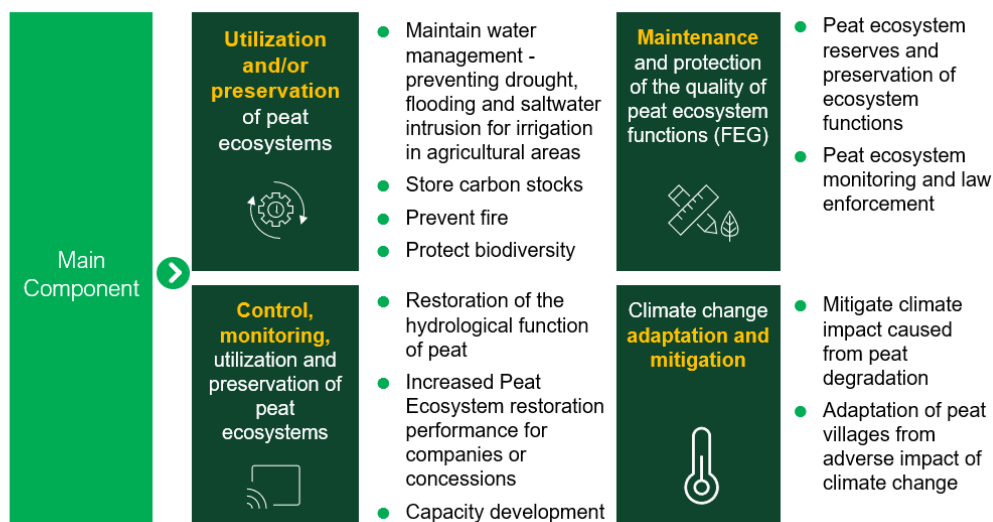 Main
Component
Utilization
and/or
preservation
of peat
ecosystems
Maintain water
management -
preventing drought,
flooding and saltwater
intrusion for irrigation
in agricultural areas
Store carbon stocks
Prevent fire
Protect biodiversity
Maintenance
and protection
of the quality of
peat ecosystem
functions (FEG)
Peat ecosystem
reserves and
preservation of
ecosystem
functions
Peat ecosystem
monitoring and law
enforcement
Control,
monitoring,
utilization and
preservation of
peat
ecosystems
Restoration of the
hydrological function
of peat
Increased Peat
Ecosystem restoration
performance for
companies or
concessions
Capacity development
Climate change
adaptation and
mitigation
Mitigate climate
impact caused
from peat
degradation
Adaptation of peat
villages from
adverse impact of
climate change